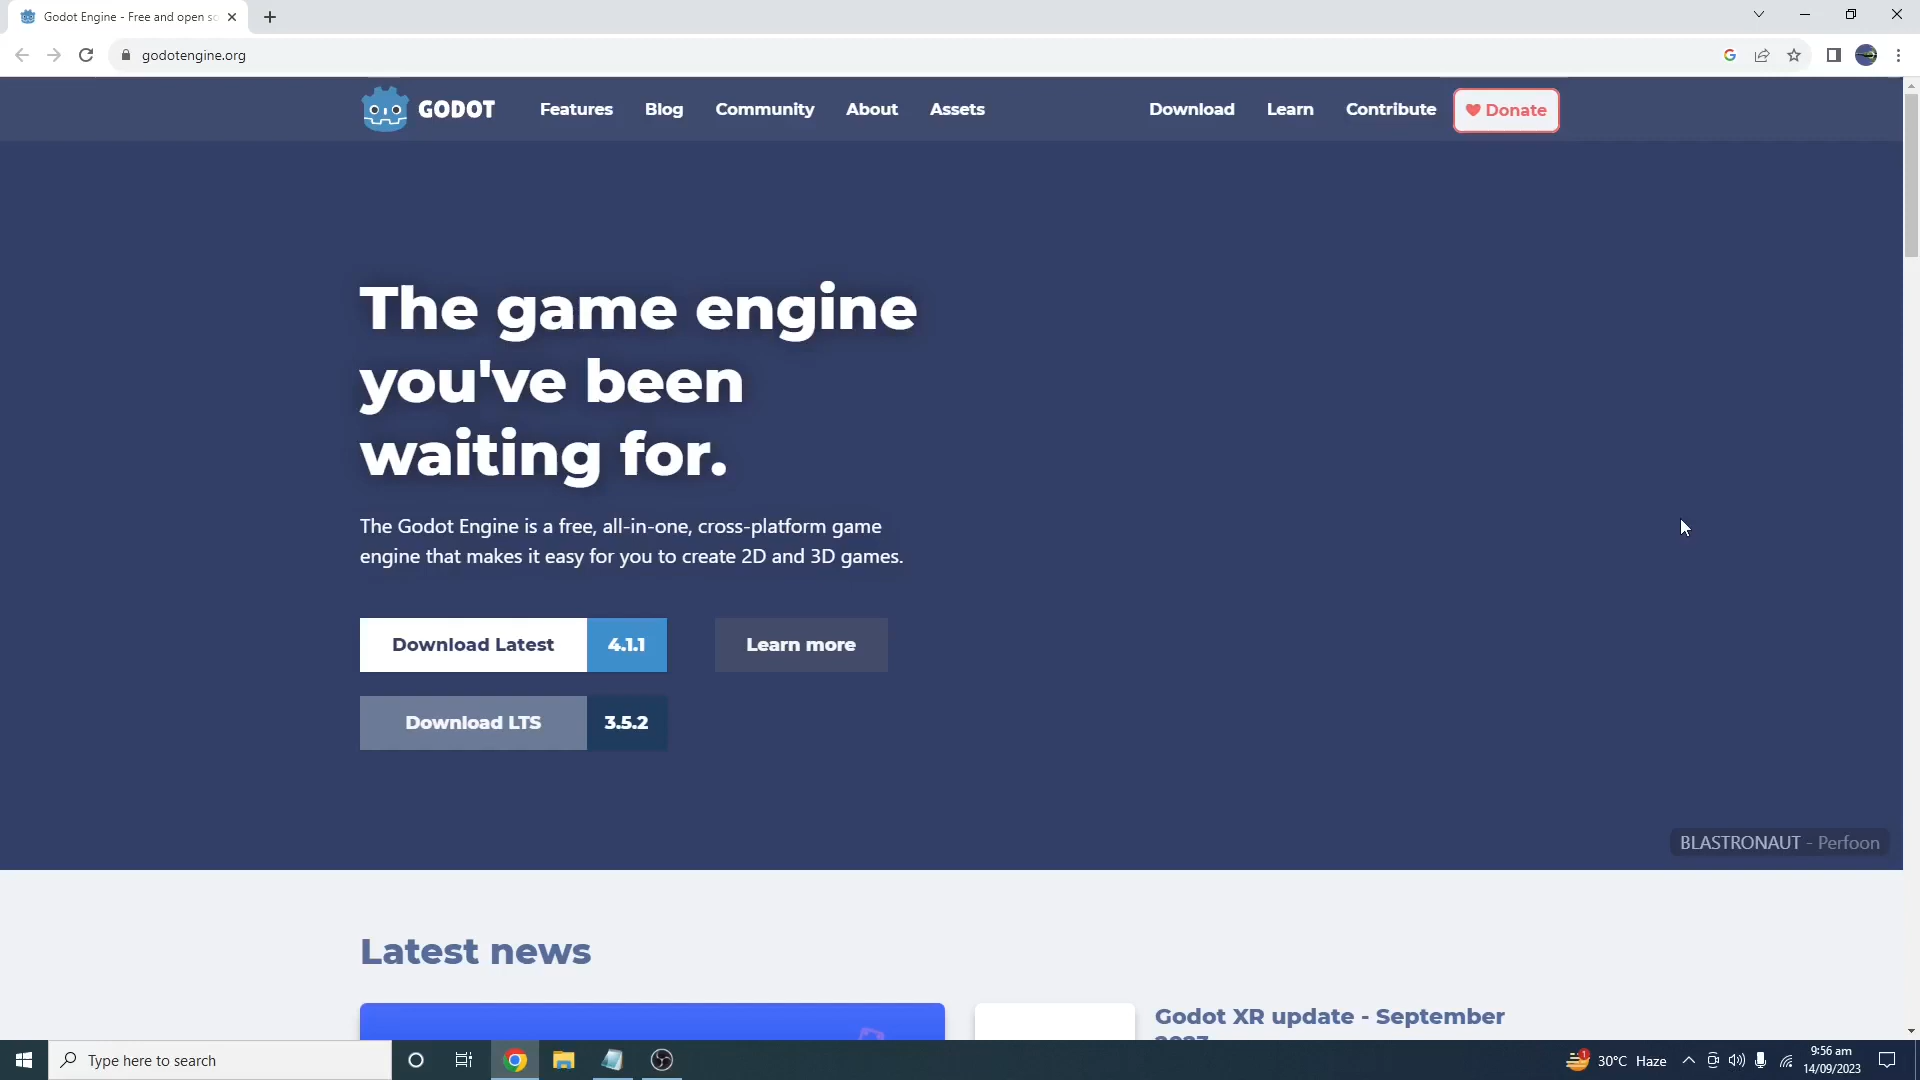 Godot Engine - Free and open so
godotengine.org
GODOT
Features
Blog
Community
About
Assets
Download
Learn
Contribute
Donate
The game engine
you've been
waiting for.
The Godot Engine is a free, all-in-one, cross-platform game
engine that makes it easy for you to create 2D and 3D games.
Download Latest 4.1.1
Learn more
Download LTS 3.5.2
BLASTRONAUT - Perfoon
Latest news
Godot XR update - September
Type here to search
1
30°C Haze
9:56 am
14/09/2023